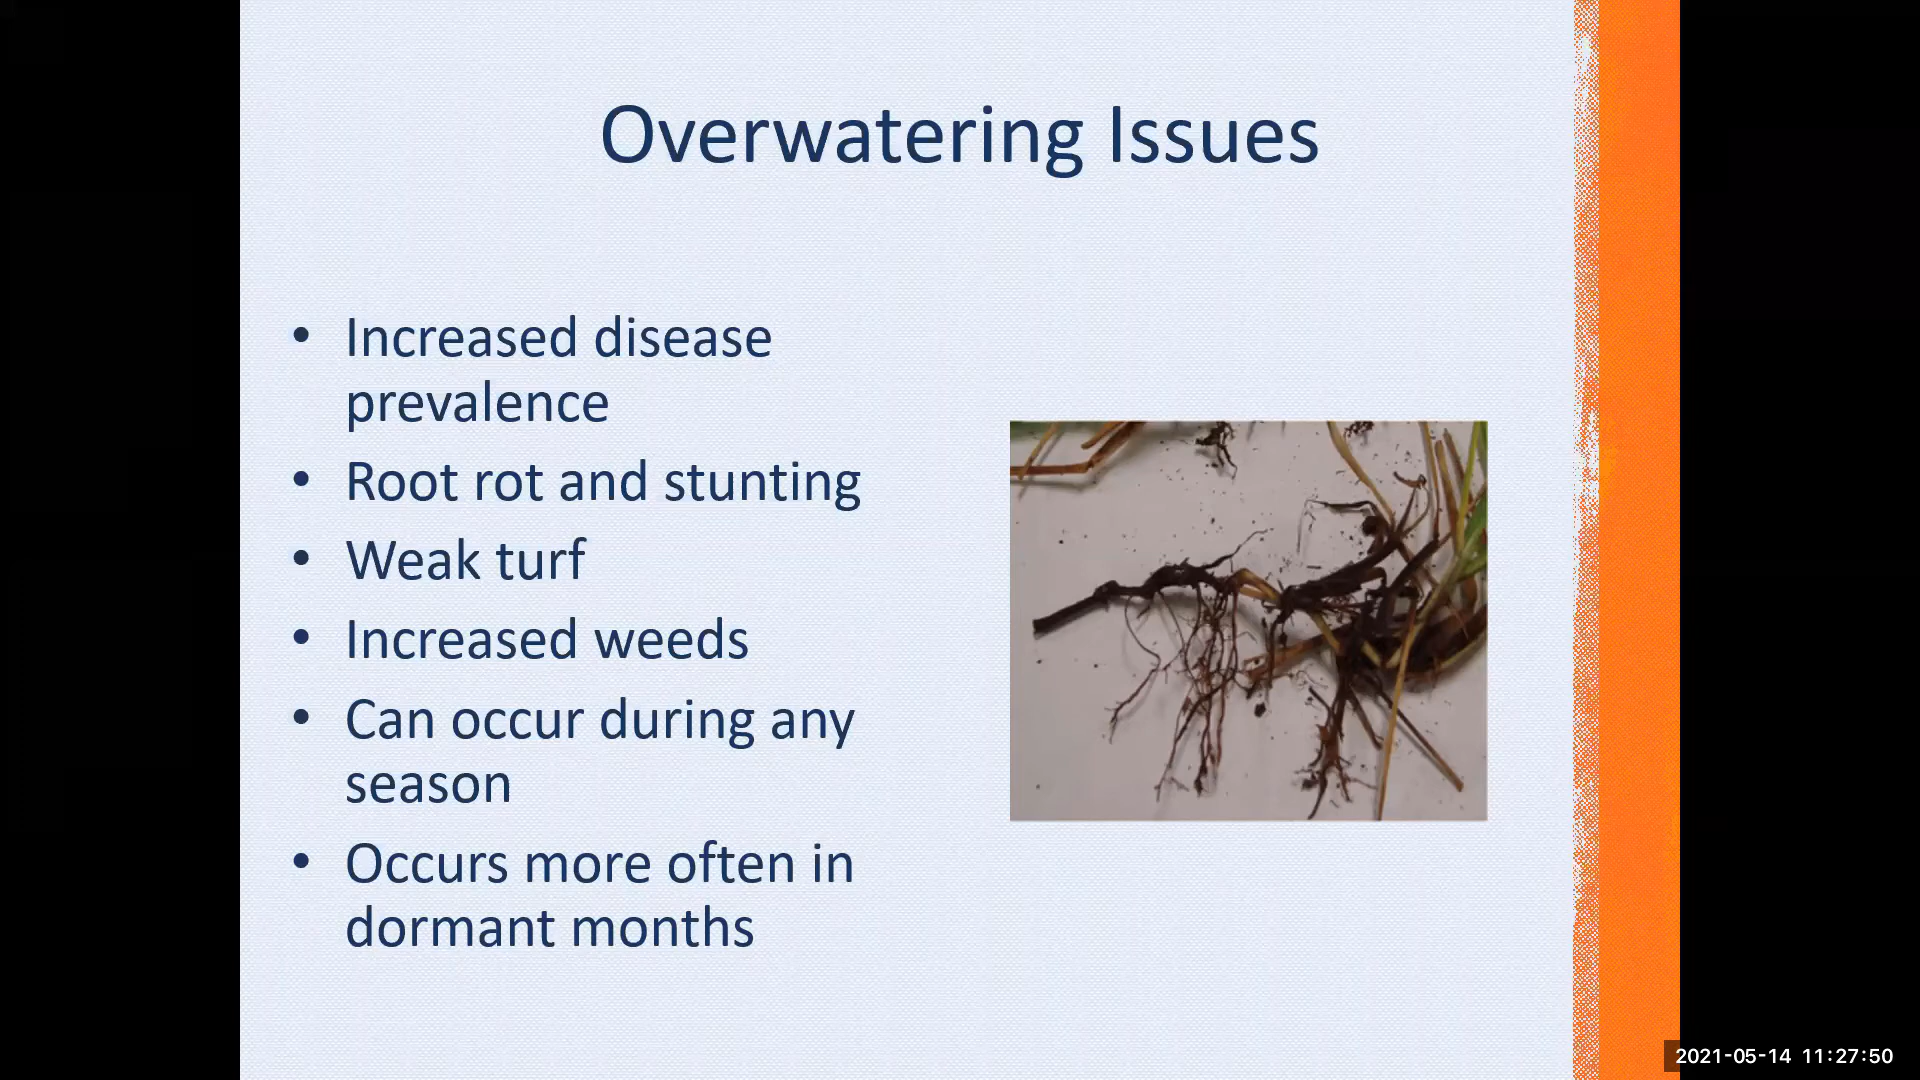 Overwatering Issues
• Increased disease
prevalence
• Root rot and stunting
• Weak turf
• Increased weeds
• Can occur during any
season
• Occurs more often in
dormant months
2021-05-14 11:27:50